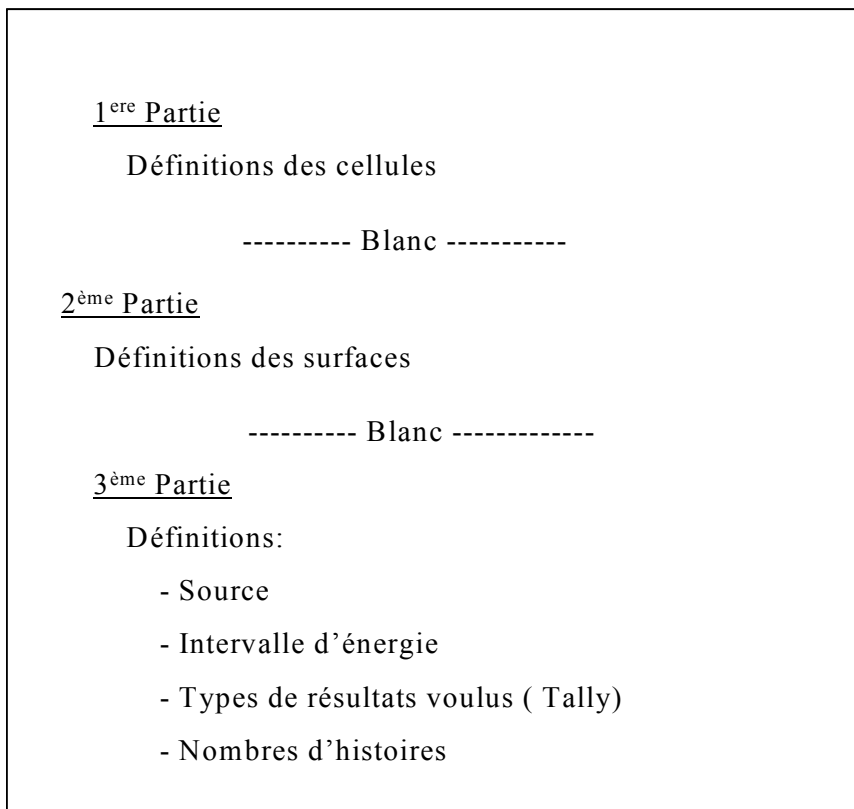 1ere Partie
Définitions des cellules
---------- Blanc -----------
2ème Partie
Définitions des surfaces
---------- Blanc -------------
3ème Partie
Définitions:
- Source
- Intervalle d’énergie
- Types de résultats voulus ( Tally)
- Nombres d’histoires